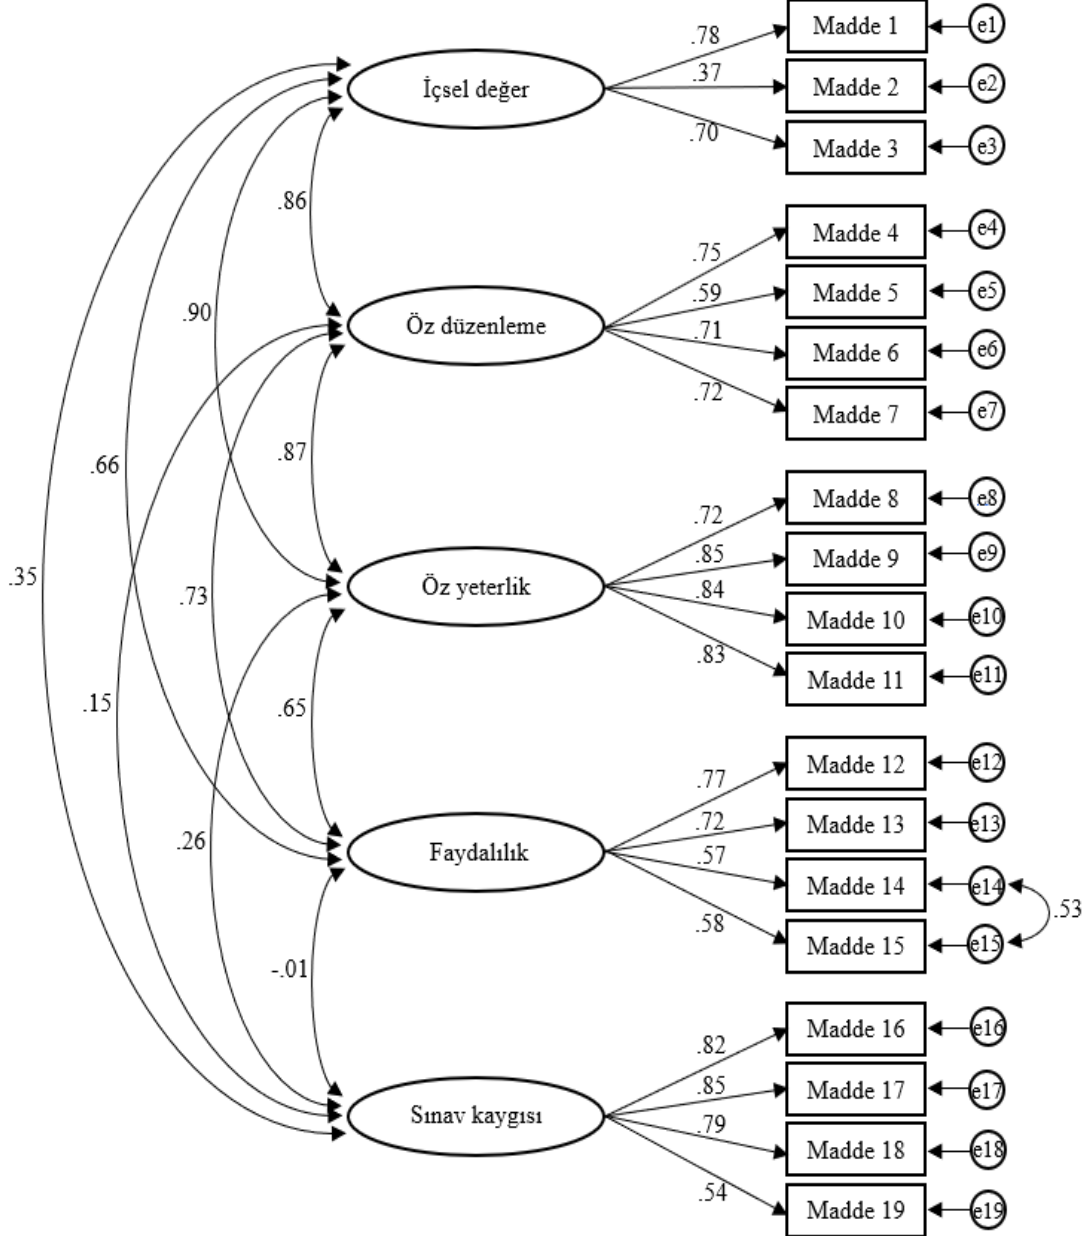 .78
Madde 1
e1
İçsel değer
.37
Madde 2
e2
.70
Madde 3
e3
.86
.75
Madde 4
e4
.59
Madde 5
e5
.90
Öz düzenleme
.71
Madde 6
e6
.72
Madde 7
e7
.66
.87
.72
Madde 8
e8
.85
Madde 9
e9
.35
.73
Öz yeterlik
.84
Madde 10
e10
.83
Madde 11
e11
.15
.65
.77
Madde 12
e12
.72
Madde 13
e13
.26
Faydalılık
.57
Madde 14
e14
.53
.58
Madde 15
e15
-.01
.82
Madde 16
e16
.85
Madde 17
e17
Sınav kaygısı
.79
Madde 18
e18
.54
Madde 19
e19